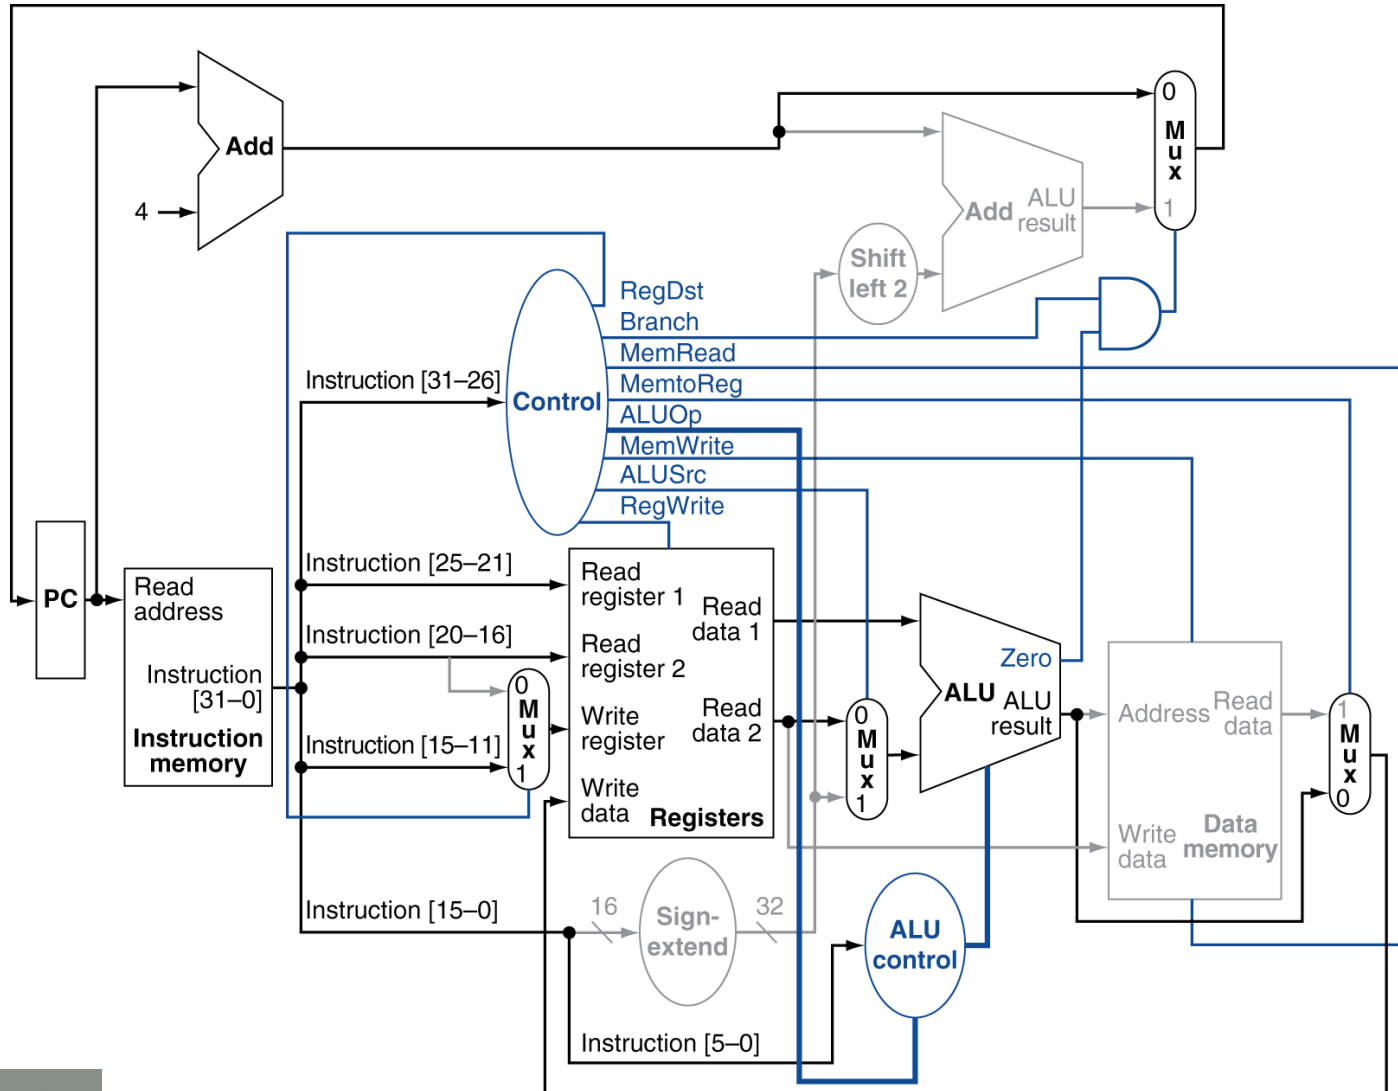 0
Mux
1
Add
4
Add
ALU
result
Shift
left 2
RegDst
Branch
MemRead
MemtoReg
ALUOp
MemWrite
ALUSrc
RegWrite
Control
Instruction [31–26]
Instruction [25–21]
Instruction [20–16]
Instruction [15–11]
Instruction [15–0]
Instruction [5–0]
PC
Read
address
Instruction
[31–0]
Instruction
memory
0
Mux
1
Read
register 1
Read
register 2
Write
register
Write
data
Read
data 1
Read
data 2
Registers
0
Mux
1
Zero
ALU
ALU
result
Address
Read
data
Write
data
Data
memory
1
Mux
0
16
Sign-
extend
32
ALU
control